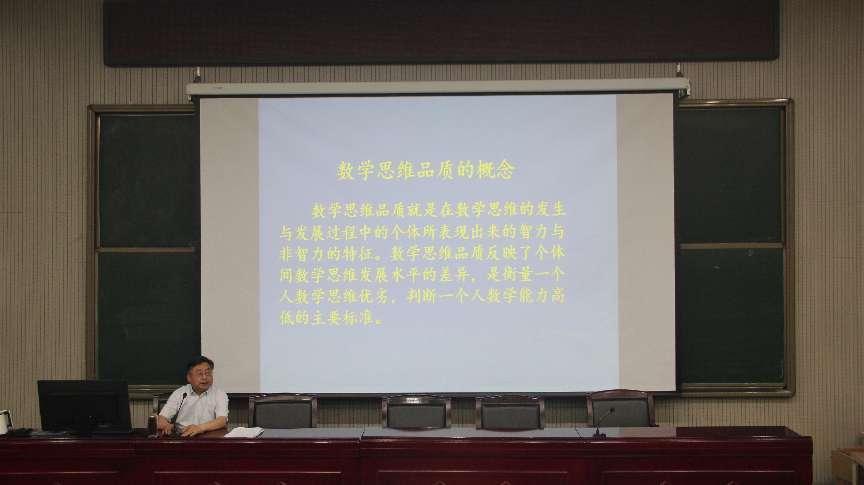 数学思维品质的概念
数学思维品质就是在数学思维的发生
与发展过程中的个体所表现出来的智力与
非智力的特征。数学思维品质反映了个体
间数学思维发展水平的差异，是衡量一个
人数学思维优劣，判断一个人数学能力高
低的主要标准。